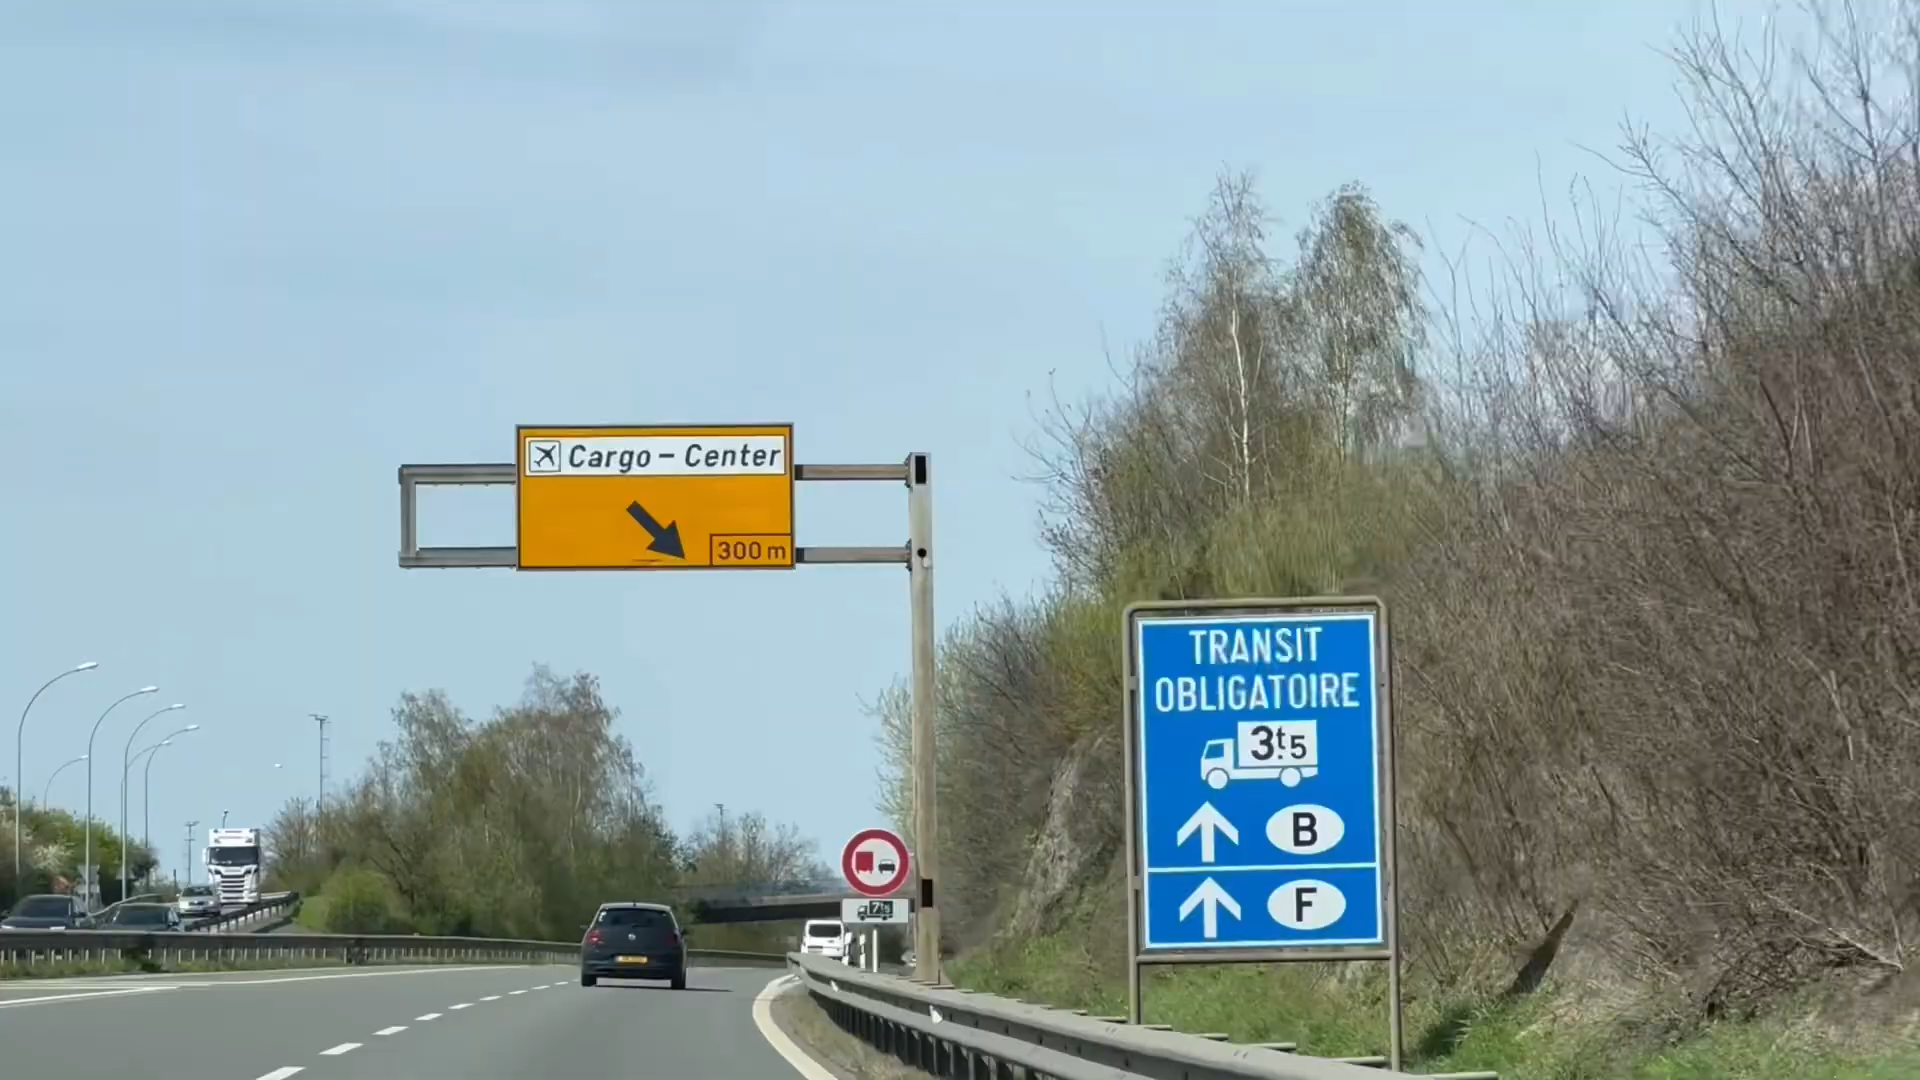 Cargo - Center
300 m
TRANSIT
OBLIGATOIRE
3t5
B
F
7t5